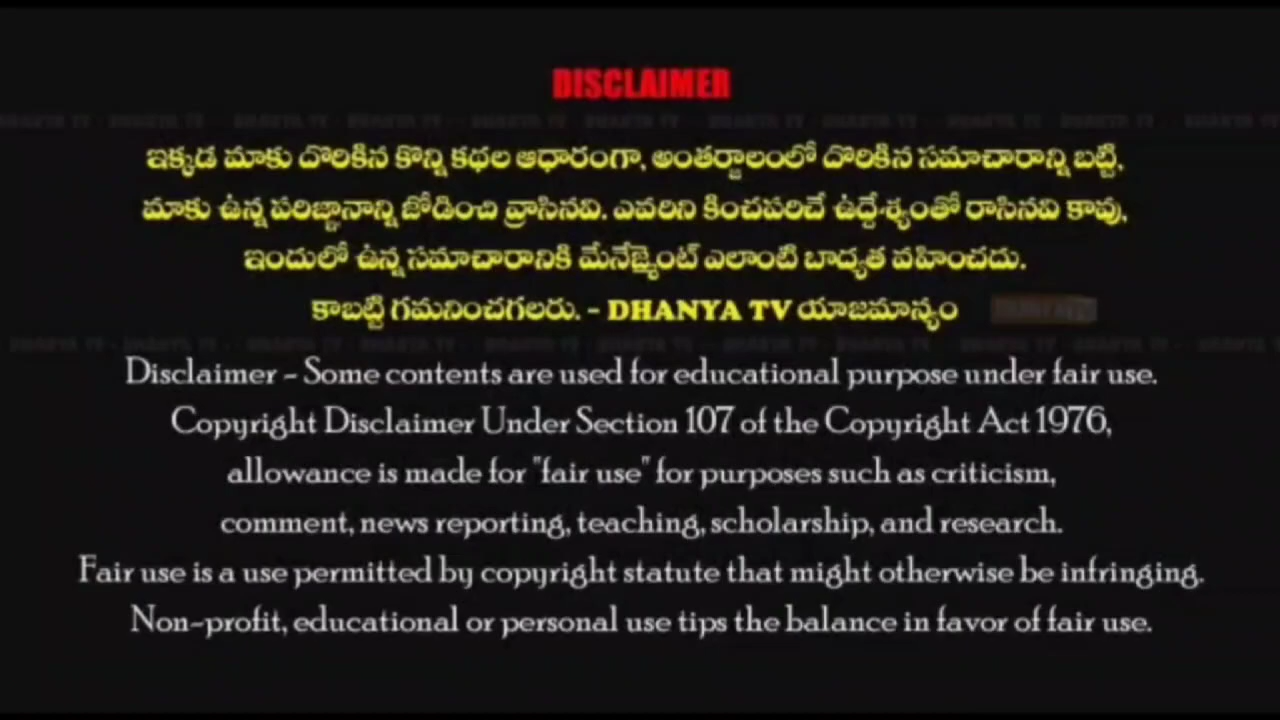 DISCLAIMER
ఇక్కడ మాకు దొరికిన కొన్ని కథల ఆధారంగా, అంతర్జాలంలో దొరికిన సమాచారాన్ని బట్టి,
మాకు ఉన్న పరిజ్ఞానాన్ని జోడించి వ్రాసినవి. ఎవరిని కించపరిచే ఉద్దేశ్యంతో రాసినవి కావు,
ఇందులో ఉన్న సమాచారానికి మేనేజ్మెంట్ ఎలాంటి బాద్యత వహించదు.
కాబట్టి గమనించగలరు. - DHANYA TV యాజమాన్యం
Disclaimer - Some contents are used for educational purpose under fair use.
Copyright Disclaimer Under Section 107 of the Copyright Act 1976,
allowance is made for "fair use" for purposes such as criticism,
comment, news reporting, teaching, scholarship, and research.
Fair use is a use permitted by copyright statute that might otherwise be infringing.
Non-profit, educational or personal use tips the balance in favor of fair use.